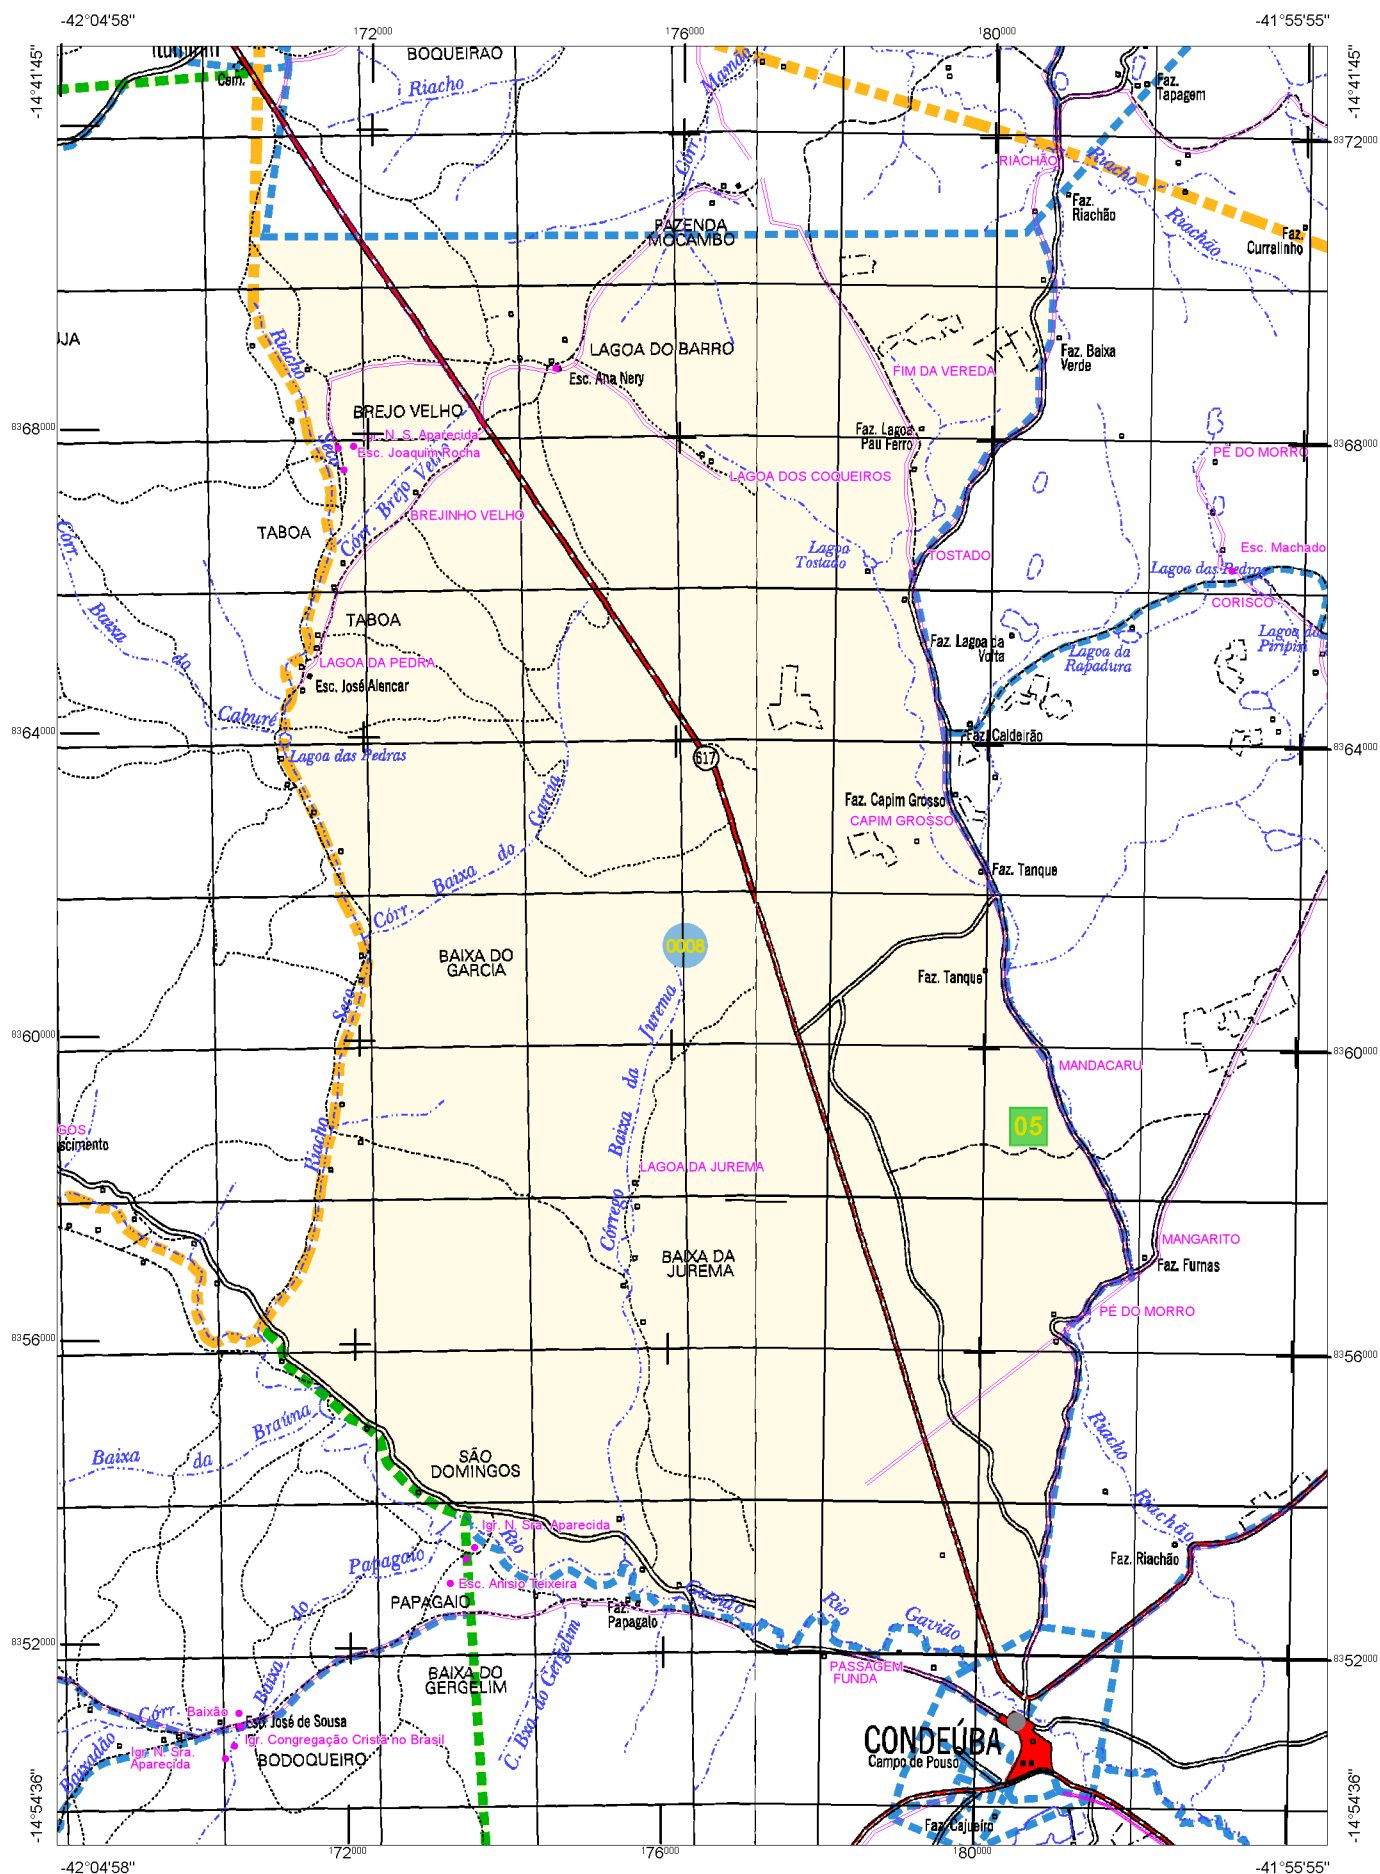 -42°04'58"
-41°55'55"
172000
176000
180000
-14°41'45"
-14°41'45"
BOQUEIRÃO
Cem.
Riacho
Córr.
Mando
Faz.
Tapagem
8372000
RIACHÃO
Riacho
Riachão
Faz.
Riachão
Faz.
Curralinho
FAZENDA
MOCAMBO
UJA
Riacho
LAGOA DO BARRO
Esc. Ana Nery
Faz. Baixa
Verde
FIM DA VEREDA
BREJO VELHO
8368000
8368000
Igr. N. S. Aparecida
Esc. Joaquim Rocha
Seco
Faz. Lagoa
Pau Ferro
PÉ DO MORRO
LAGOA DOS COQUEIROS
BREJINHO VELHO
Córr. Brejo Velho
TABOA
Lagoa
Tostado
TOSTADO
Esc. Machado
Lagoa das Pedras
CORISCO
Córr.
Baixa
do
Caburé
TABOA
Faz. Lagoa da
Volta
Lagoa da
Rapadura
Lagoa do
Piripiri
LAGOA DA PEDRA
Esc. José Alencar
8364000
8364000
Faz. Caldeirão
Lagoa das Pedras
617
Faz. Capim Grosso
CAPIM GROSSO
Córr. Baixa do Garcia
Faz. Tanque
BAIXA DO
GARCIA
0008
Faz. Tanque
Seco
Jurema
8360000
8360000
MANDACARU
da
Baixa
Córrego
05
GOS
scimento
Riacho
LAGOA DA JUREMA
MANGARITO
BAIXA DA
JUREMA
Faz. Furnas
PÉ DO MORRO
8356000
8356000
Braúna
da
Baixa
Riacho
SÃO
DOMINGOS
Riachão
Igr. N. Sra. Aparecida
Rio
Papagaio
Faz. Riachão
Esc. Anisio Teixeira
PAPAGAIO
Faz.
Papagaio
Gavião
Rio
Gavião
8352000
8352000
BAIXA DO
GERGELIM
PASSAGEM
FUNDA
do
Baixa
Córr.
Baixadão
Baixão
Esc. José de Sousa
Igr. Congregação Cristã no Brasil
Igr. N. Sra.
Aparecida
BODOQUEIRO
C. Bxa. do Gergelim
CONDEÚBA
Campo de Pouso
Faz. Cajueiro
-14°54'36"
-14°54'36"
172000
176000
180000
-42°04'58"
-41°55'55"